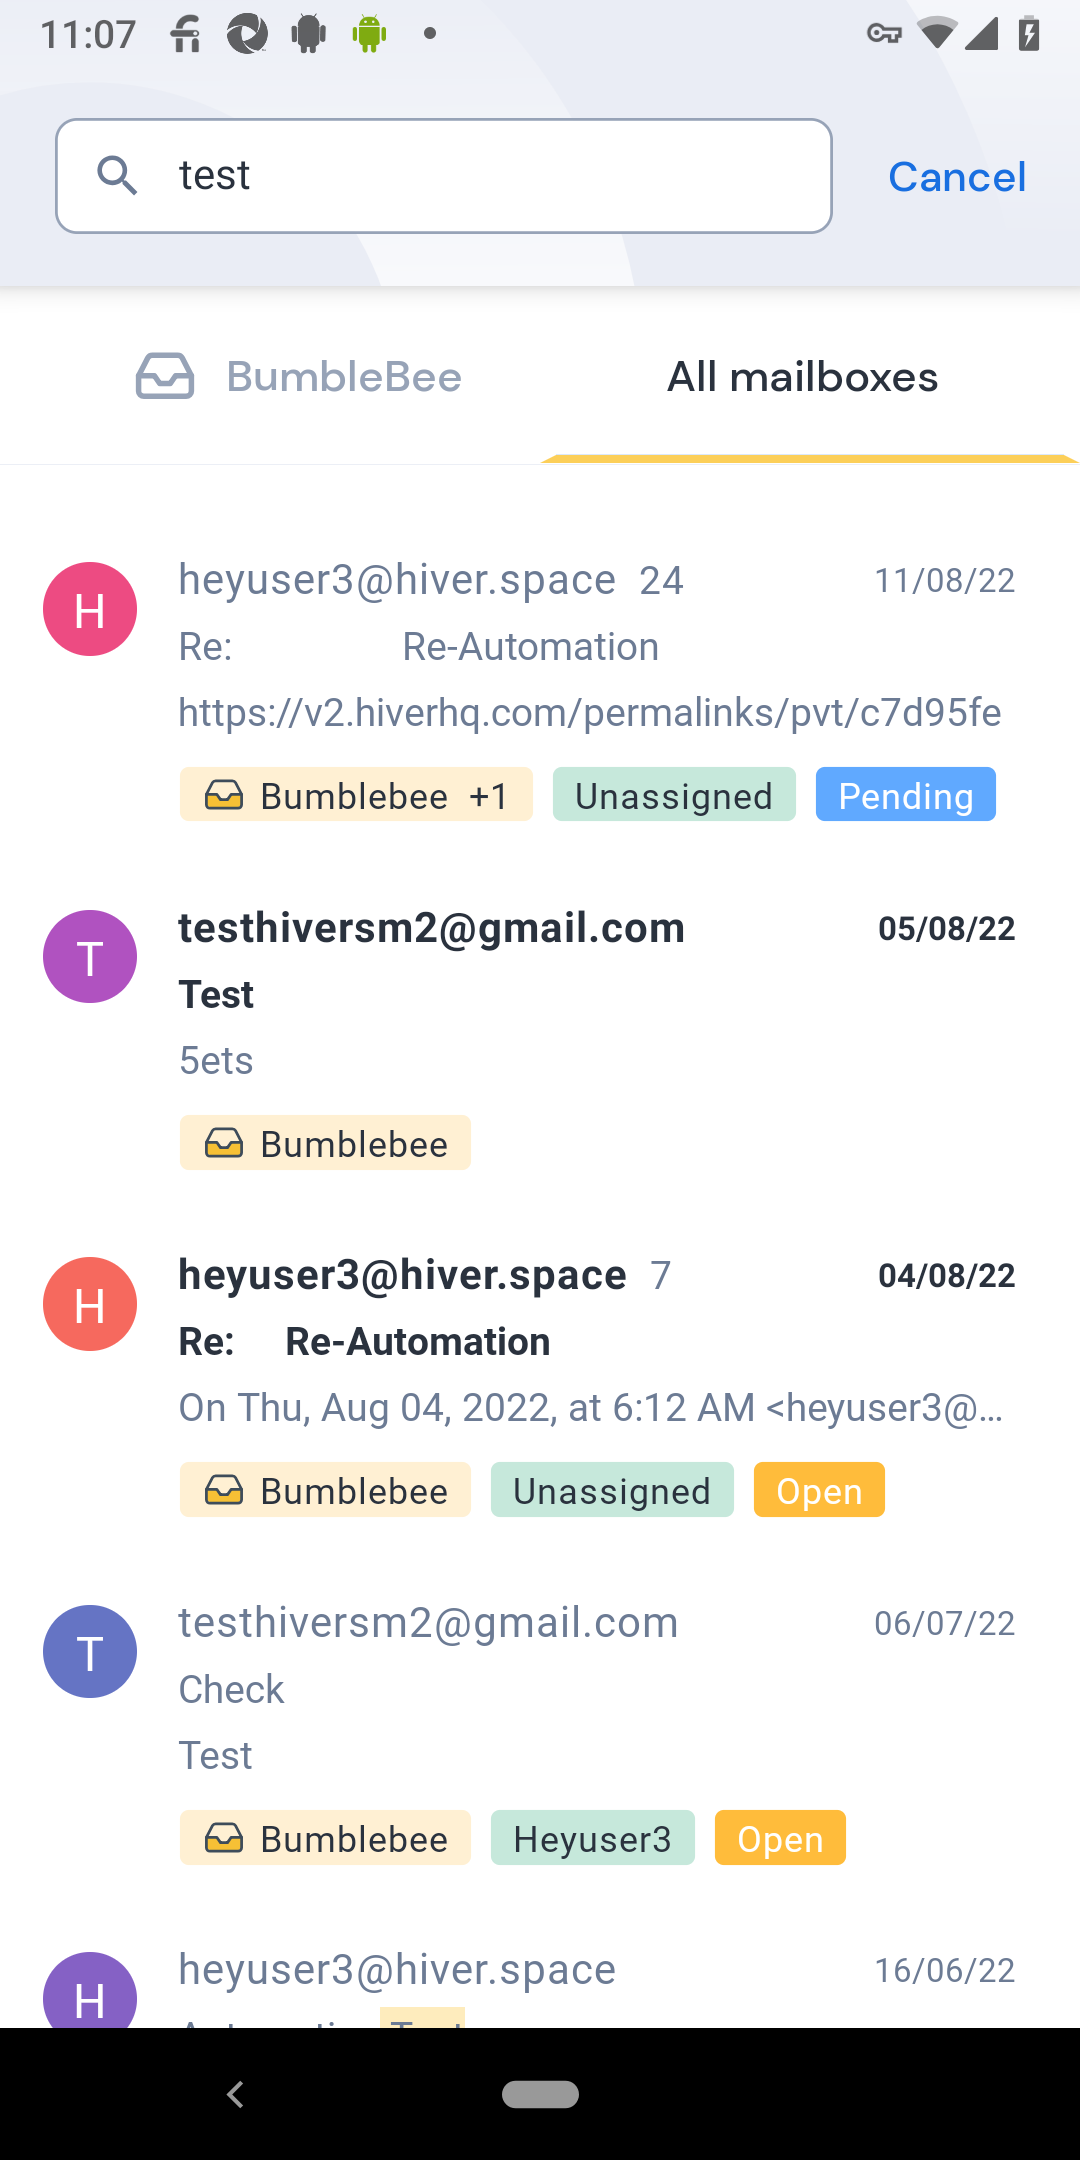 11:07
test
Cancel
BumbleBee
All mailboxes
H
heyuser3@hiver.space 24
11/08/22
Re: Re-Automation
https://v2.hiverhq.com/permalinks/pvt/c7d95fe
Bumblebee +1
Unassigned
Pending
T
testhiversm2@gmail.com
05/08/22
Test
5ets
Bumblebee
H
heyuser3@hiver.space 7
04/08/22
Re: Re-Automation
On Thu, Aug 04, 2022, at 6:12 AM <heyuser3@...
Bumblebee
Unassigned
Open
T
testhiversm2@gmail.com
06/07/22
Check
Test
Bumblebee
Heyuser3
Open
H
heyuser3@hiver.space
16/06/22